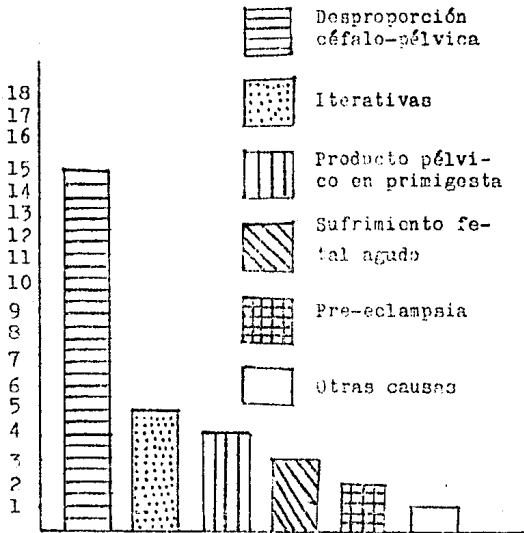 Desproporción
céfalo-pélvica
Iterativas
Producto pélvi-
co en primigesta
Sufrimiento fe-
tal agudo
Pre-eclampsia
Otras causas
18
17
16
15
14
13
12
11
10
9
8
7
6
5
4
3
2
1